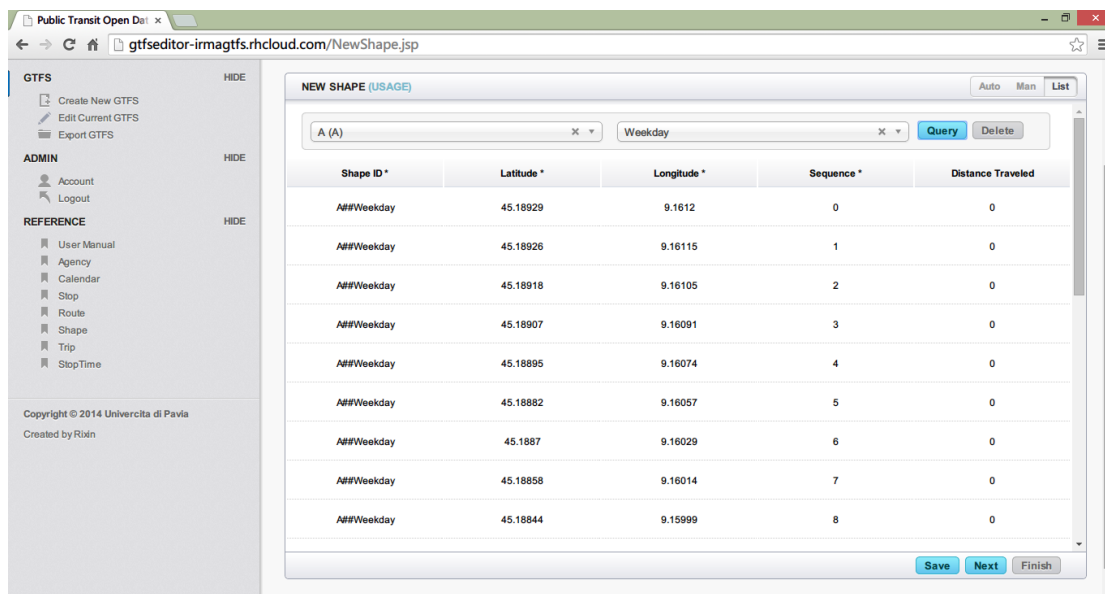 Public Transit Open Dat ×
gtfseditor-irmagtfs.rhcloud.com/NewShape.jsp
GTFS HIDE
Create New GTFS
Edit Current GTFS
Export GTFS
ADMIN HIDE
Account
Logout
REFERENCE HIDE
User Manual
Agency
Calendar
Stop
Route
Shape
Trip
StopTime
Copyright © 2014 Univercita di Pavia
Created by Rixin
NEW SHAPE (USAGE) Auto Man List
A (A) × Weekday × Query Delete
Shape ID * Latitude * Longitude * Sequence * Distance Traveled
A##Weekday 45.18929 9.1612 0 0
A##Weekday 45.18926 9.16115 1 0
A##Weekday 45.18918 9.16105 2 0
A##Weekday 45.18907 9.16091 3 0
A##Weekday 45.18895 9.16074 4 0
A##Weekday 45.18882 9.16057 5 0
A##Weekday 45.1887 9.16029 6 0
A##Weekday 45.18858 9.16014 7 0
A##Weekday 45.18844 9.15999 8 0
Save Next Finish